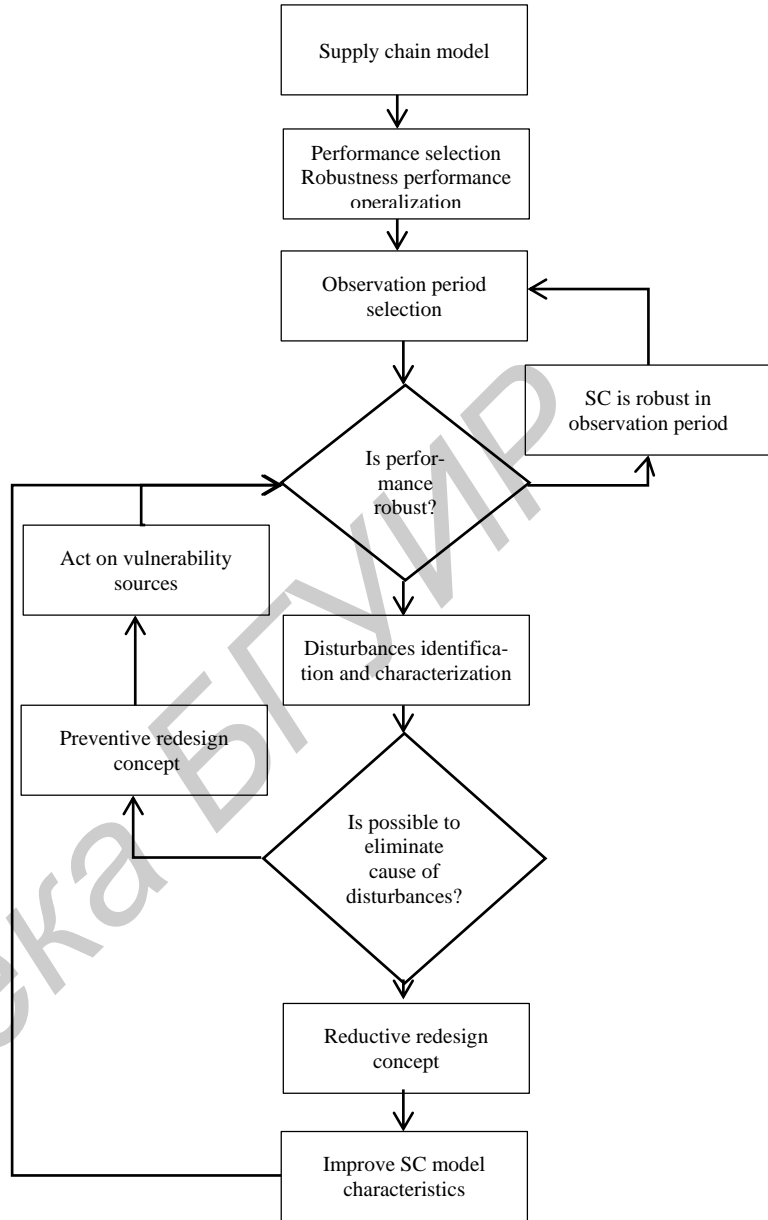 Supply chain model
Performance selection
Robustness performance
operalization
Observation period
selection
SC is robust in
observation period
Is perfor-
mance
robust?
Act on vulnerability
sources
Disturbances identifica-
tion and characterization
Preventive redesign
concept
Is possible to
eliminate
cause of
disturbances?
Reductive redesign
concept
Improve SC model
characteristics
ека БГУИР